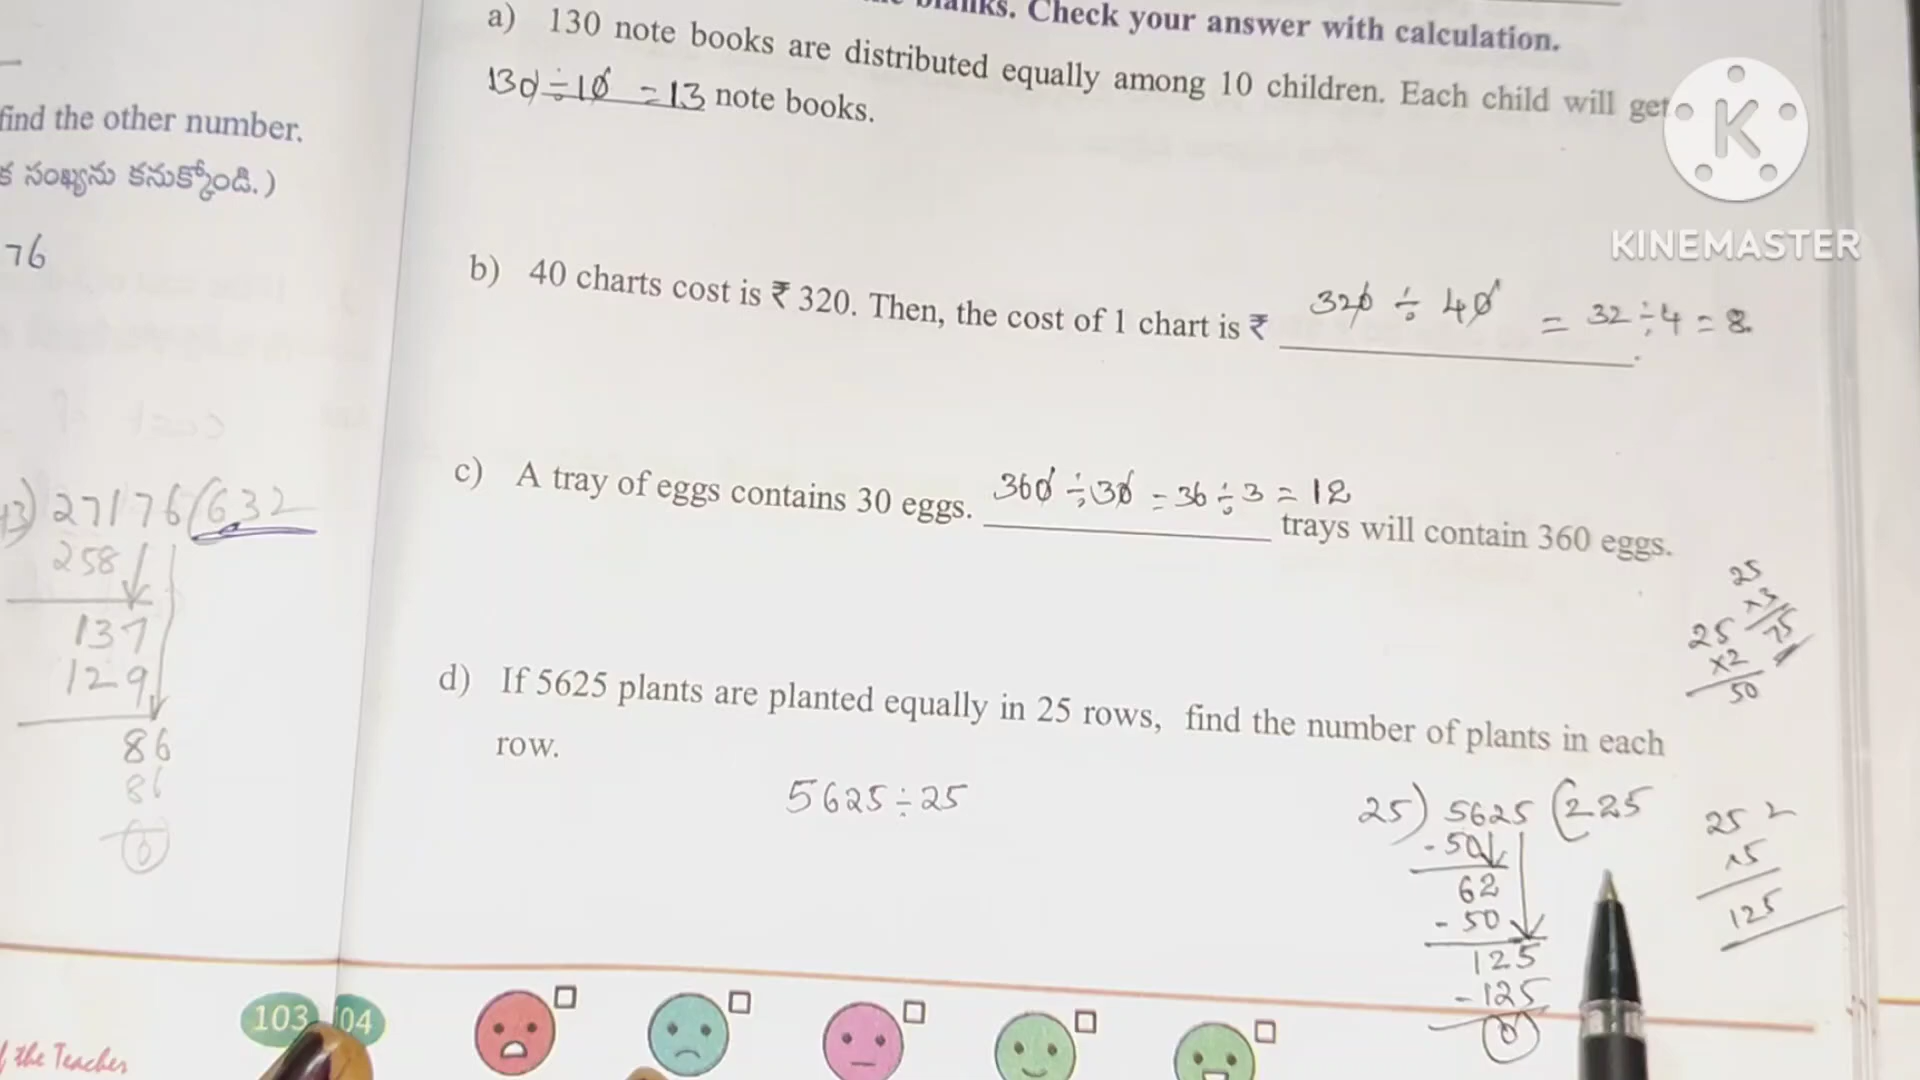 blanks. Check your answer with calculation.
a) 130 note books are distributed equally among 10 children. Each child will get
130 ÷ 10 = 13 note books.
find the other number.
సంఖ్యను కనుక్కోండి.)
76
KINEMASTER
b) 40 charts cost is ₹ 320. Then, the cost of 1 chart is ₹ 320 ÷ 40 = 32 ÷ 4 = 8.
c) A tray of eggs contains 30 eggs. 360 ÷ 30 = 36 ÷ 3 = 12 trays will contain 360 eggs.
3) 27176 (632
258
137
129
86
86
0
25
×3
75
25
×2
50
d) If 5625 plants are planted equally in 25 rows, find the number of plants in each
row.
5625 ÷ 25
25) 5625 (225
- 50
62
- 50
125
- 125
0
25 2
×5
125
103
104
the Teacher